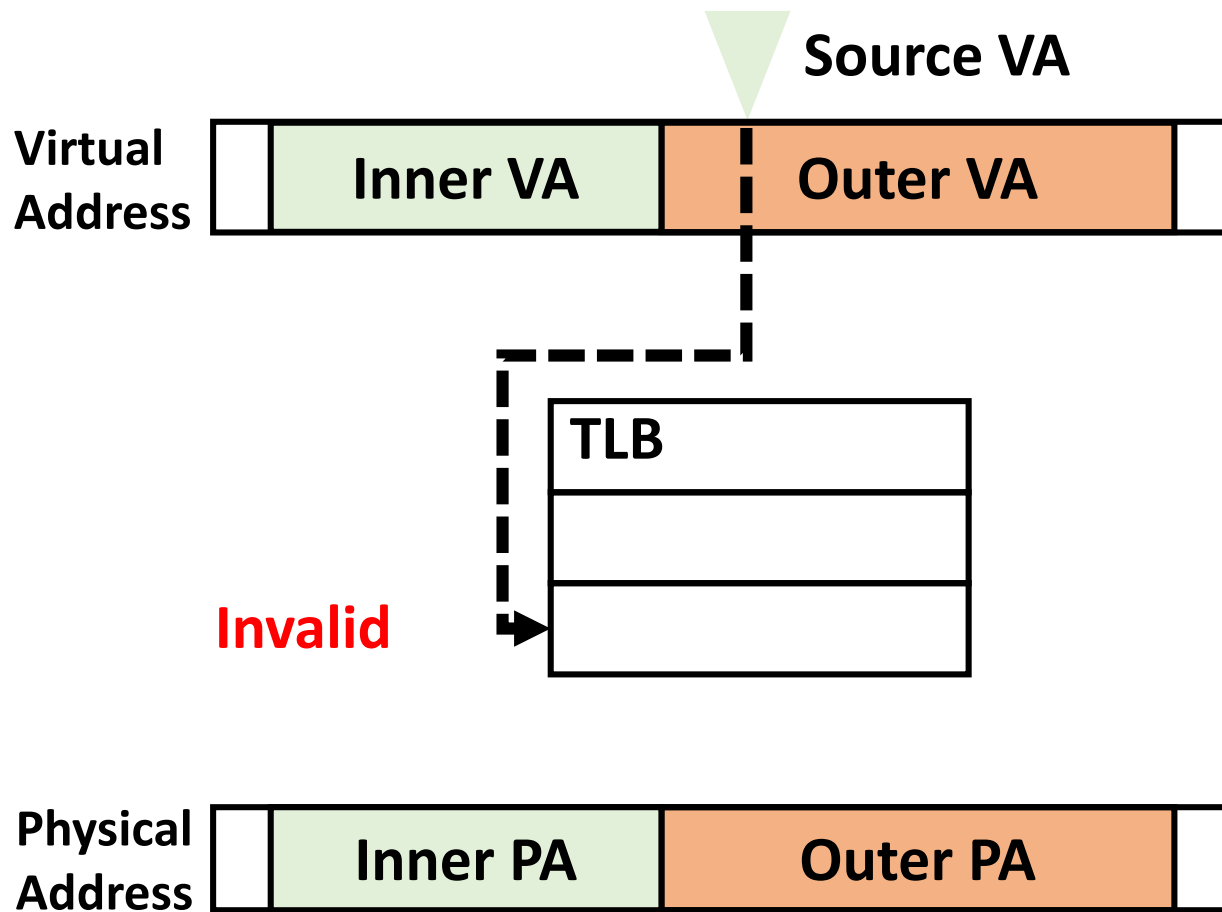 Source VA
Virtual
Address
Inner VA
Outer VA
TLB
Invalid
Physical
Address
Inner PA
Outer PA